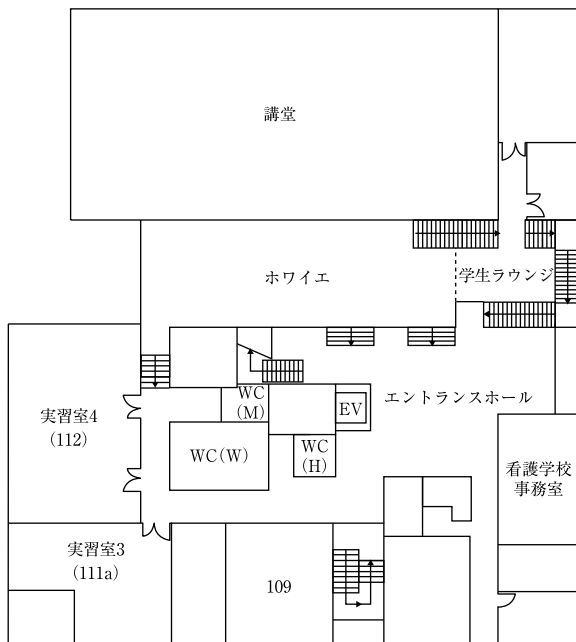 講堂
ホワイエ
学生ラウンジ
エントランスホール
実習室4
(112)
WC
(M)
EV
WC(W)
WC
(H)
看護学校
事務室
実習室3
(111a)
109